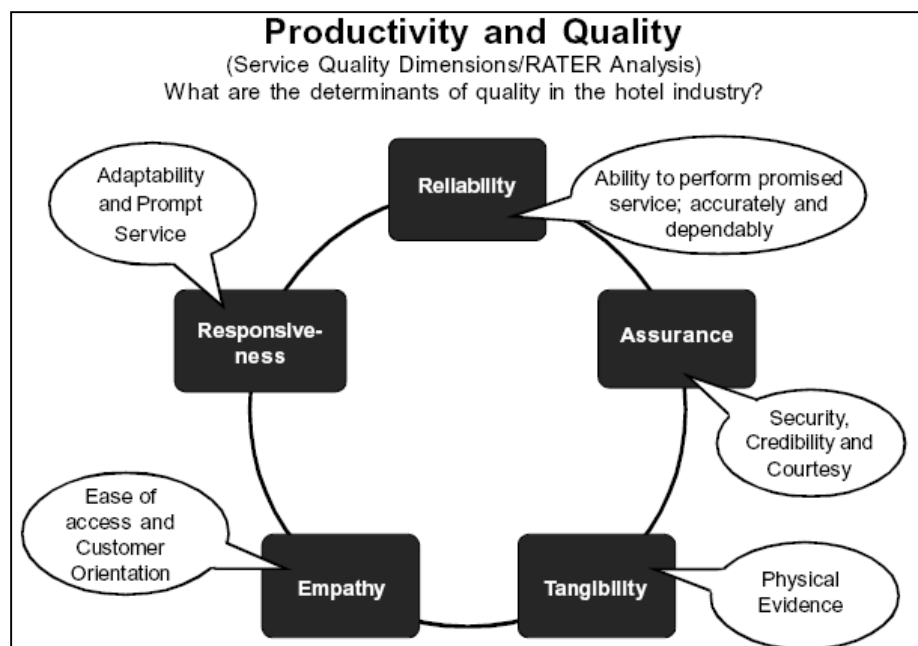 Productivity and Quality
(Service Quality Dimensions/RATER Analysis)
What are the determinants of quality in the hotel industry?
Reliability
Ability to perform promised
service; accurately and
dependably
Assurance
Security,
Credibility and
Courtesy
Tangibility
Physical
Evidence
Empathy
Ease of
access and
Customer
Orientation
Responsive-
ness
Adaptability
and Prompt
Service